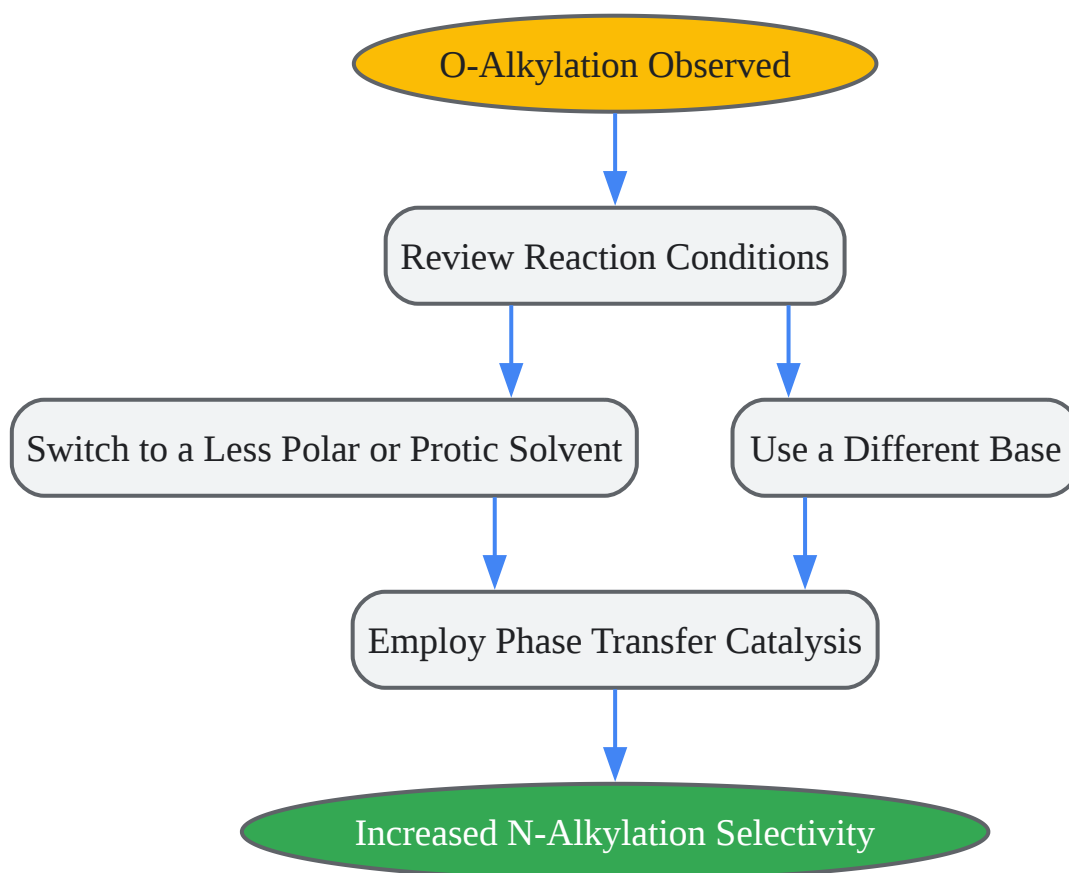 O-Alkylation Observed
Review Reaction Conditions
Switch to a Less Polar or Protic Solvent
Use a Different Base
Employ Phase Transfer Catalysis
Increased N-Alkylation Selectivity